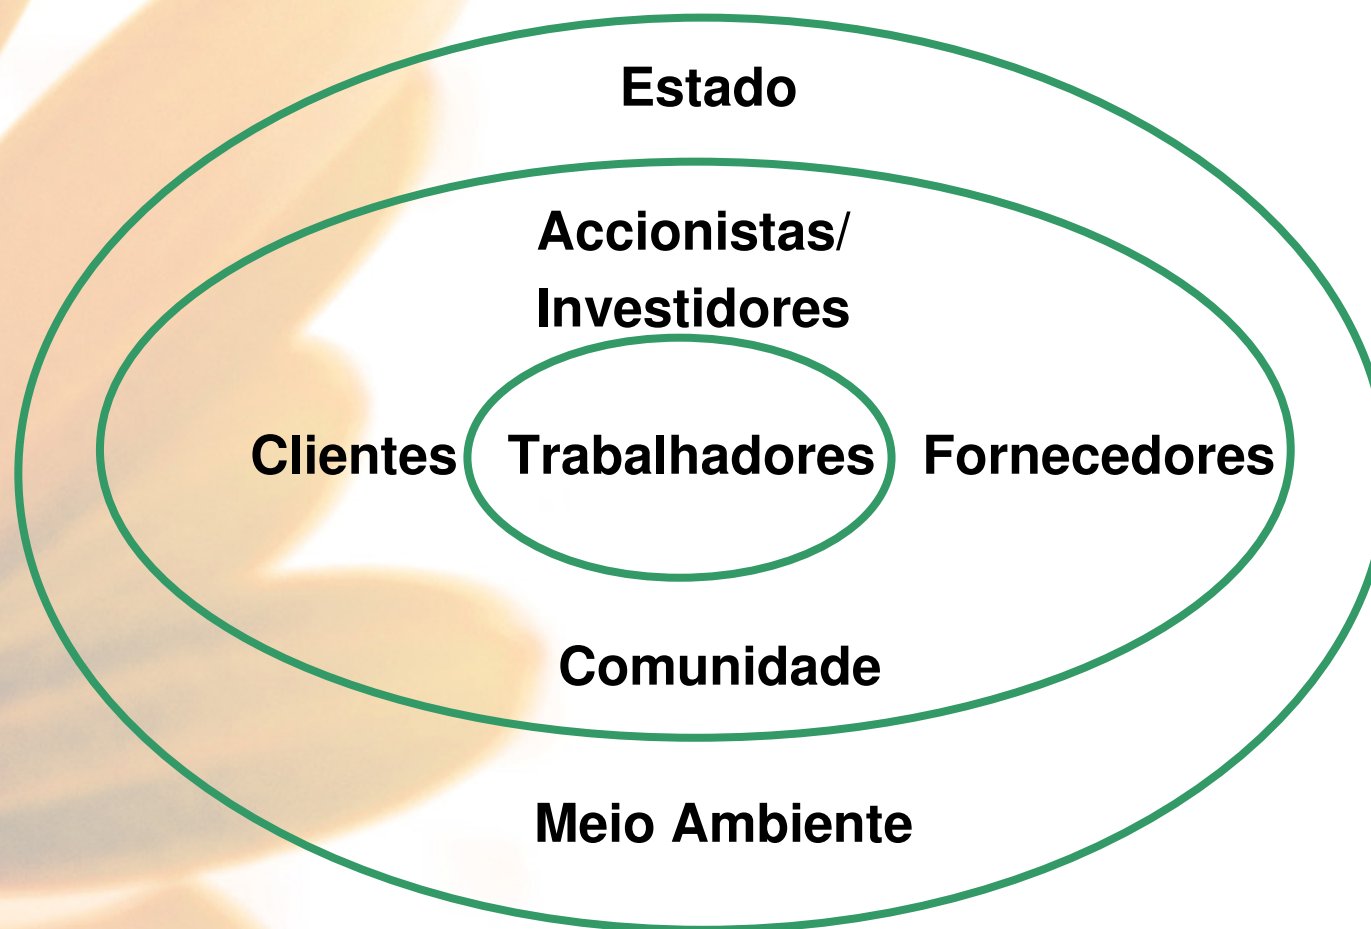 Estado
Accionistas/
Investidores
Clientes Trabalhadores Fornecedores
Comunidade
Meio Ambiente